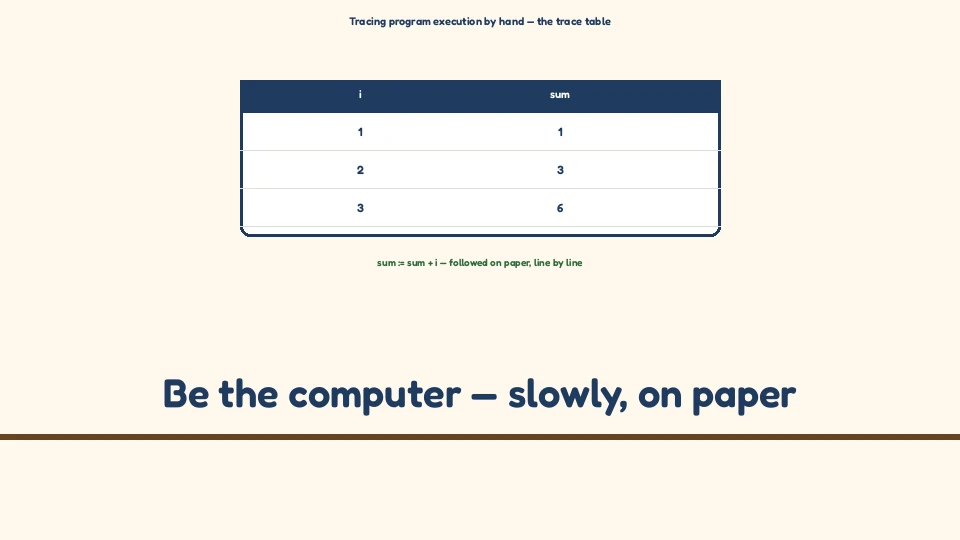 Tracing program execution by hand — the trace table
i sum
1 1
2 3
3 6
sum := sum + i — followed on paper, line by line
Be the computer — slowly, on paper